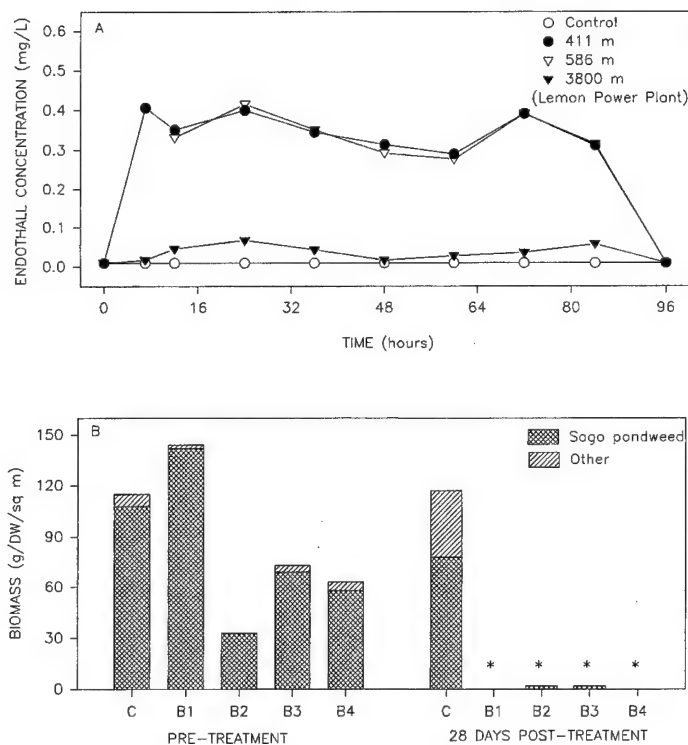 A
Control
411 m
586 m
3800 m
(Lemon Power Plant)
ENDOTHALL CONCENTRATION (mg/L)
0.6
0.5
0.4
0.3
0.2
0.1
0.0
0 16 32 48 64 80 96
TIME (hours)
B
Sago pondweed
Other
BIOMASS (g/DW/sq m)
150
120
90
60
30
0
* * * *
C B1 B2 B3 B4 C B1 B2 B3 B4
PRE-TREATMENT 28 DAYS POST-TREATMENT